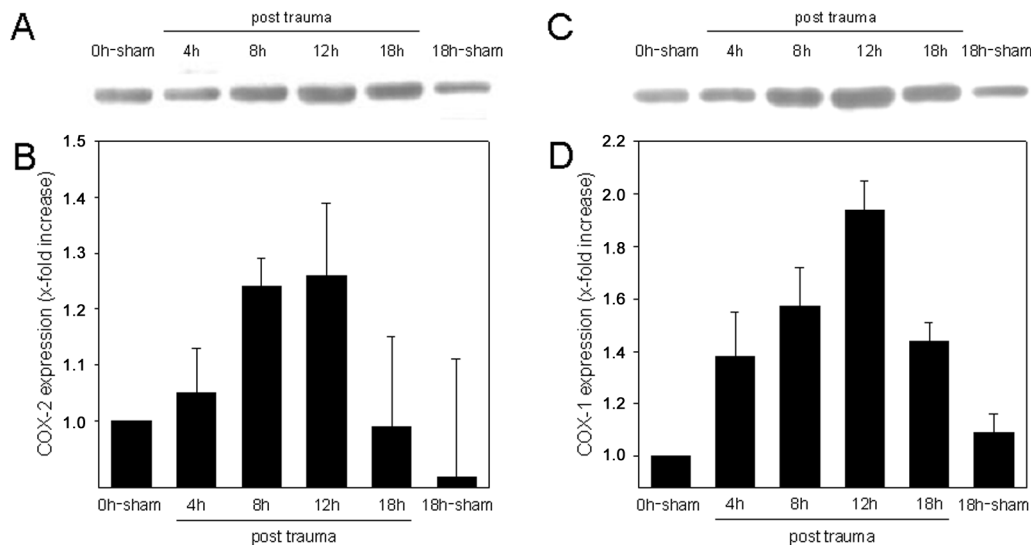 A
post trauma
0h-sham 4h 8h 12h 18h 18h-sham
B
COX-2 expression (x-fold increase)
1.5
1.4
1.3
1.2
1.1
1.0
0h-sham 4h 8h 12h 18h 18h-sham
post trauma
C
post trauma
0h-sham 4h 8h 12h 18h 18h-sham
D
COX-1 expression (x-fold increase)
2.2
2.0
1.8
1.6
1.4
1.2
1.0
0h-sham 4h 8h 12h 18h 18h-sham
post trauma